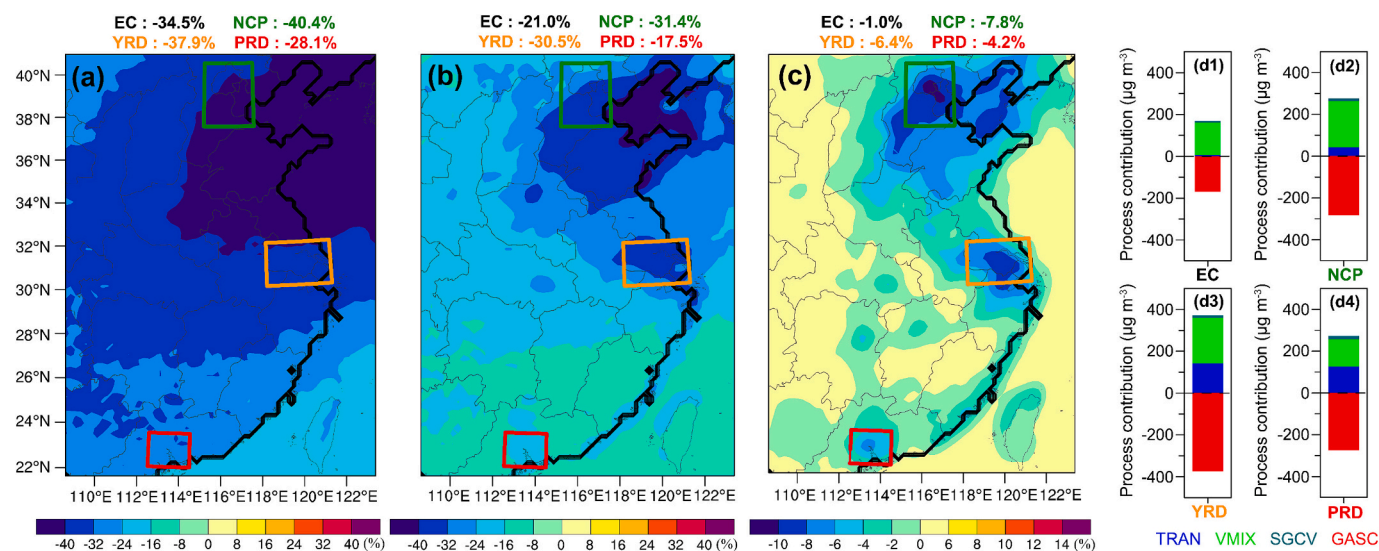 EC : -34.5% NCP : -40.4%
YRD : -37.9% PRD : -28.1%
EC : -21.0% NCP : -31.4%
YRD : -30.5% PRD : -17.5%
EC : -1.0% NCP : -7.8%
YRD : -6.4% PRD : -4.2%
(a)
(b)
(c)
40°N
38°N
36°N
34°N
32°N
30°N
28°N
26°N
24°N
22°N
110°E 112°E 114°E 116°E 118°E 120°E 122°E
110°E 112°E 114°E 116°E 118°E 120°E 122°E
110°E 112°E 114°E 116°E 118°E 120°E 122°E
-40 -32 -24 -16 -8 0 8 16 24 32 40 (%)
-40 -32 -24 -16 -8 0 8 16 24 32 40 (%)
-10 -8 -6 -4 -2 0 2 4 6 8 10 12 14 (%)
Process contribution (µg m⁻³)
400
200
0
-200
-400
(d1)
EC
Process contribution (µg m⁻³)
400
200
0
-200
-400
(d2)
NCP
Process contribution (µg m⁻³)
400
200
0
-200
-400
(d3)
YRD
Process contribution (µg m⁻³)
400
200
0
-200
-400
(d4)
PRD
TRAN VMIX SGCV GASC